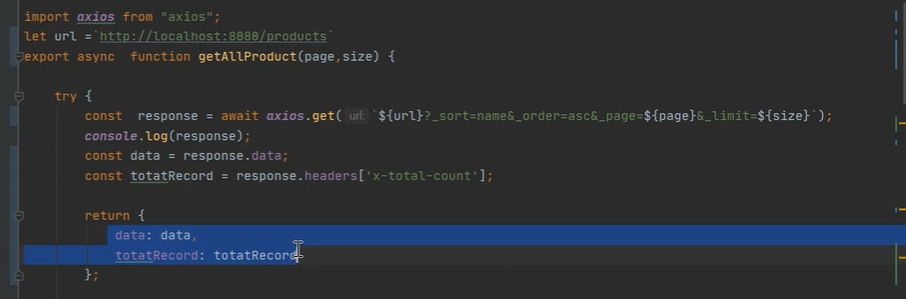 import axios from "axios";
let url =`http://localhost:8080/products`
export async  function getAllProduct(page,size) {
try {
const  response = await axios.get( url: `${url}?_sort=name&_order=asc&_page=${page}&_limit=${size}`);
console.log(response);
const data = response.data;
const totatRecord = response.headers['x-total-count'];
return {
data: data,
totatRecord: totatRecord
};